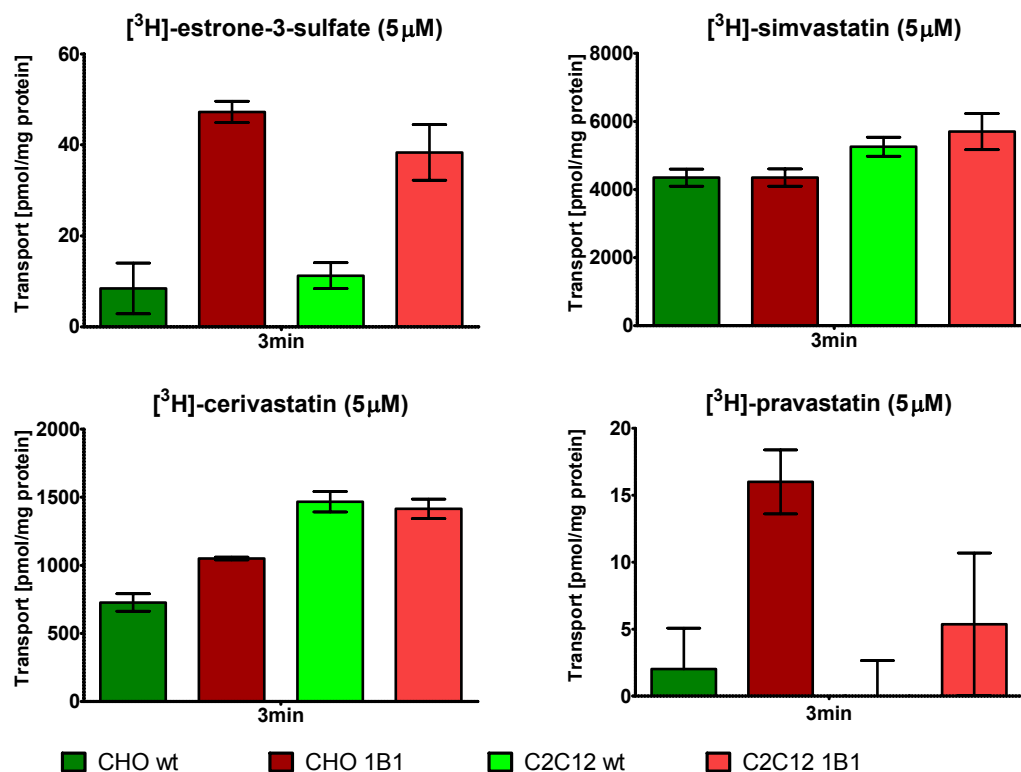 [³H]-estrone-3-sulfate (5μM)
Transport [pmol/mg protein]
60
40
20
0
3min
[³H]-simvastatin (5μM)
Transport [pmol/mg protein]
8000
6000
4000
2000
0
3min
[³H]-cerivastatin (5μM)
Transport [pmol/mg protein]
2000
1500
1000
500
0
3min
[³H]-pravastatin (5μM)
Transport [pmol/mg protein]
20
15
10
5
0
3min
CHO wt CHO 1B1 C2C12 wt C2C12 1B1